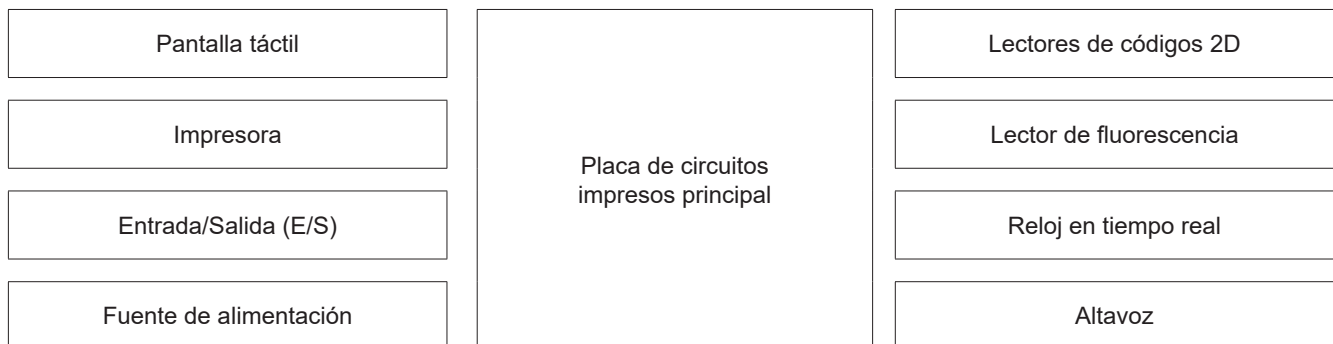 Pantalla táctil
Impresora
Entrada/Salida (E/S)
Fuente de alimentación
Placa de circuitos
impresos principal
Lectores de códigos 2D
Lector de fluorescencia
Reloj en tiempo real
Altavoz